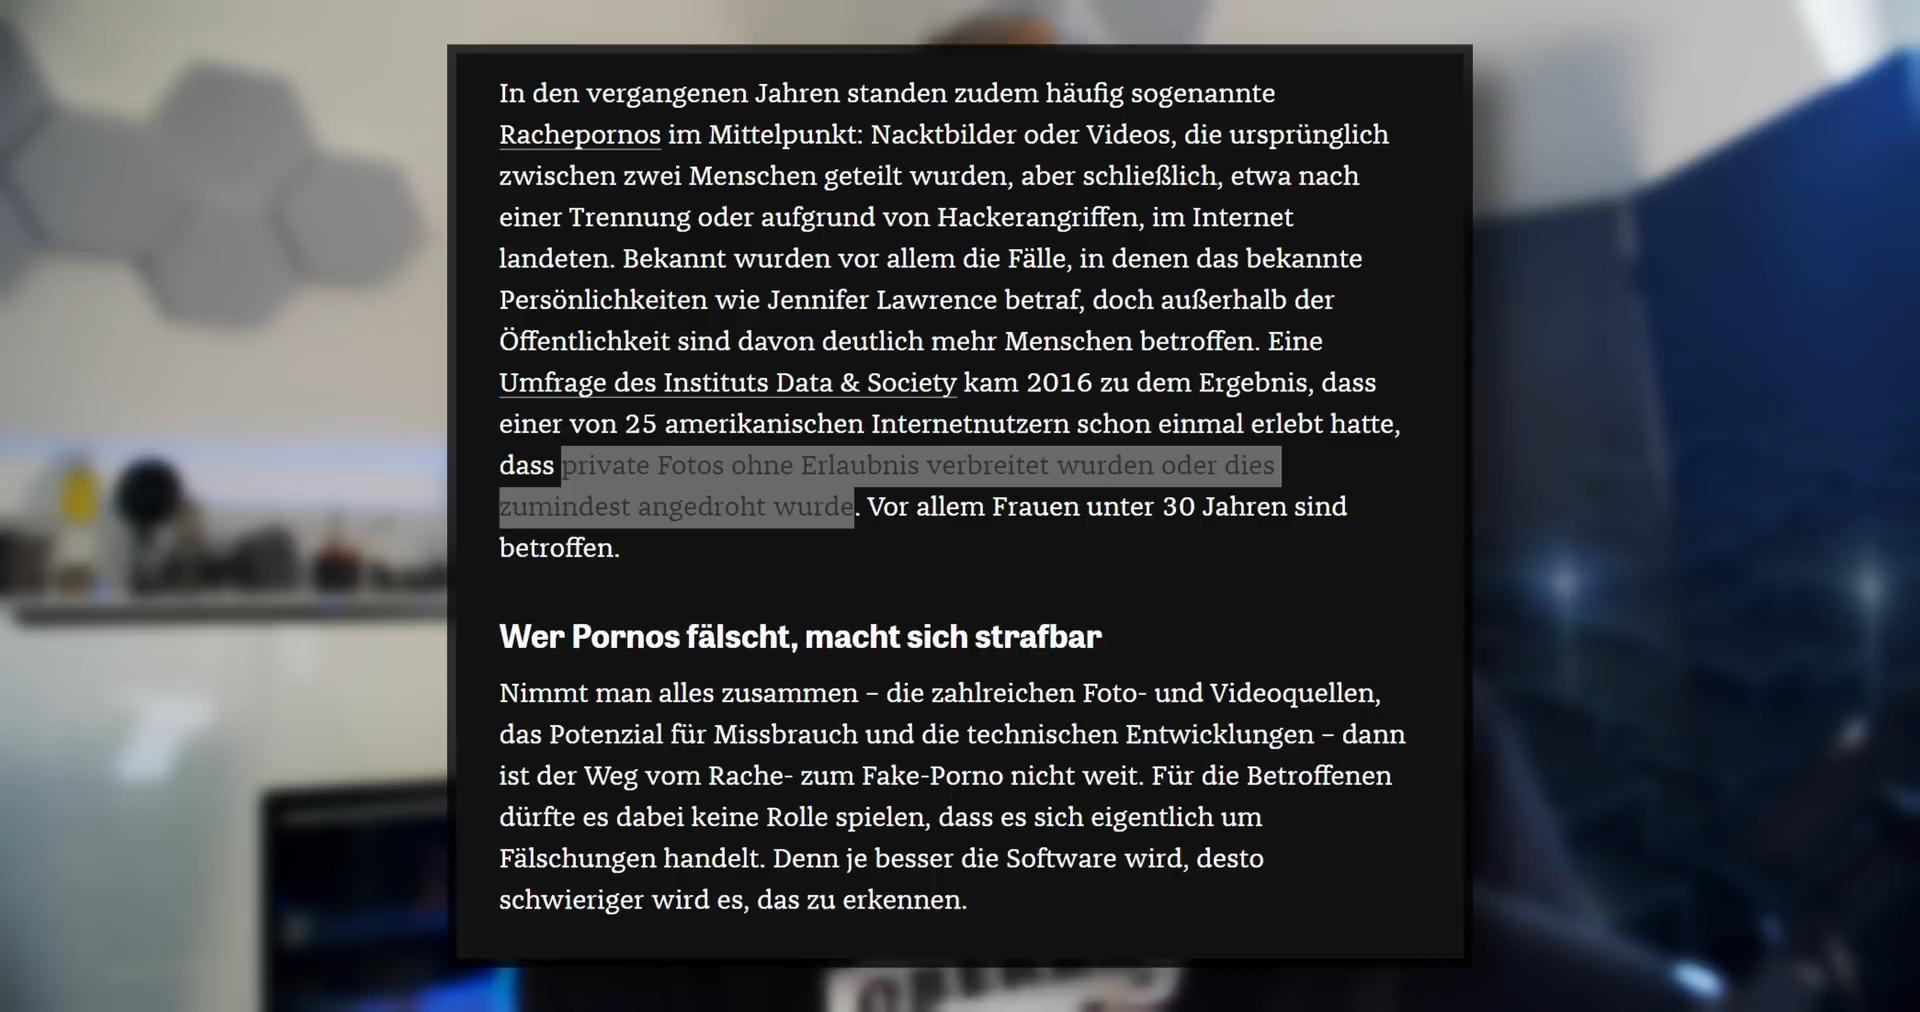 In den vergangenen Jahren standen zudem häufig sogenannte
Rachepornos im Mittelpunkt: Nacktbilder oder Videos, die ursprünglich
zwischen zwei Menschen geteilt wurden, aber schließlich, etwa nach
einer Trennung oder aufgrund von Hackerangriffen, im Internet
landeten. Bekannt wurden vor allem die Fälle, in denen das bekannte
Persönlichkeiten wie Jennifer Lawrence betraf, doch außerhalb der
Öffentlichkeit sind davon deutlich mehr Menschen betroffen. Eine
Umfrage des Instituts Data & Society kam 2016 zu dem Ergebnis, dass
einer von 25 amerikanischen Internetnutzern schon einmal erlebt hatte,
dass private Fotos ohne Erlaubnis verbreitet wurden oder dies
zumindest angedroht wurde. Vor allem Frauen unter 30 Jahren sind
betroffen.
Wer Pornos fälscht, macht sich strafbar
Nimmt man alles zusammen – die zahlreichen Foto- und Videoquellen,
das Potenzial für Missbrauch und die technischen Entwicklungen – dann
ist der Weg vom Rache- zum Fake-Porno nicht weit. Für die Betroffenen
dürfte es dabei keine Rolle spielen, dass es sich eigentlich um
Fälschungen handelt. Denn je besser die Software wird, desto
schwieriger wird es, das zu erkennen.